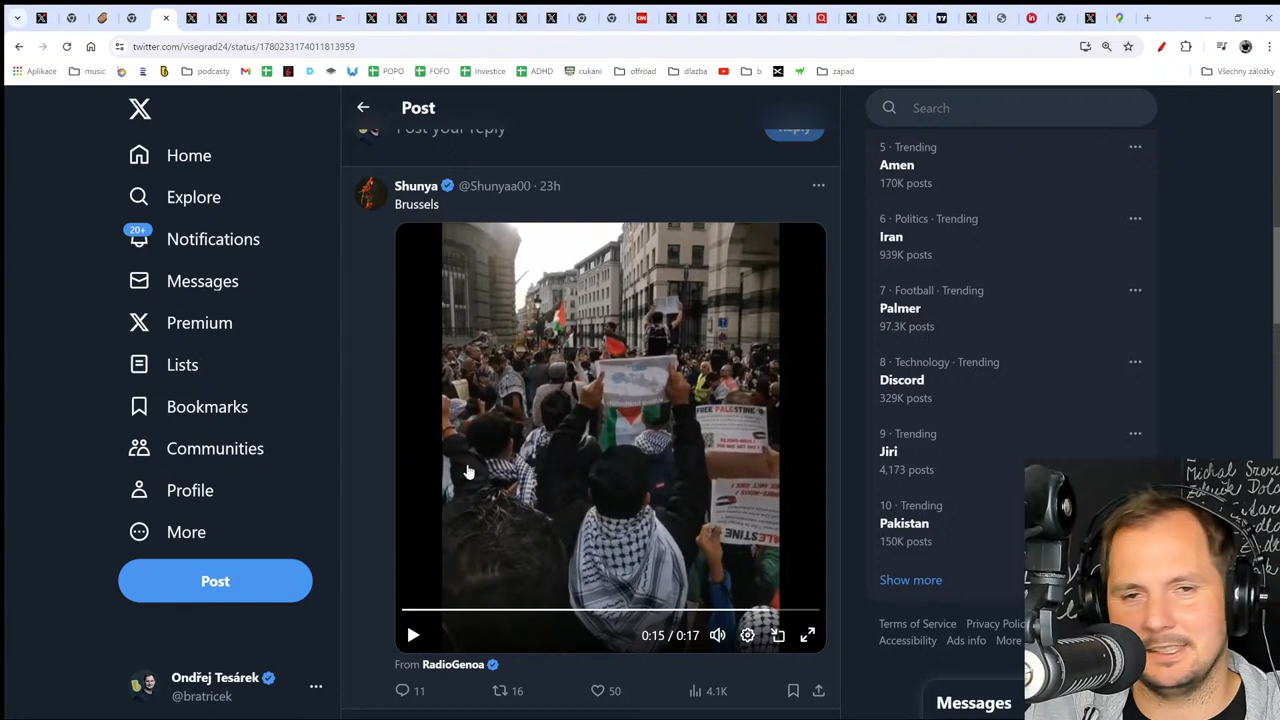 twitter.com/visegrad24/status/1780233174011813959
Aplikace
music
podcasty
POPO
FOFO
Investice
ADHD
cukani
offroad
dlazba
b
západ
Všechny záložky
Home
Explore
20+
Notifications
Messages
Premium
Lists
Bookmarks
Communities
Profile
More
Post
Ondřej Tesárek
@bratricek
Post
Post your reply
Reply
Shunya @Shunyaa00 · 23h
Brussels
FREE PALESTINE
0:15 / 0:17
From RadioGenoa
11
16
50
4.1K
Search
5 · Trending
Amen
170K posts
6 · Politics · Trending
Iran
939K posts
7 · Football · Trending
Palmer
97.3K posts
8 · Technology · Trending
Discord
329K posts
9 · Trending
Jiri
4,173 posts
10 · Trending
Pakistan
150K posts
Show more
Terms of Service
Accessibility Ads info More
Messages
Michal